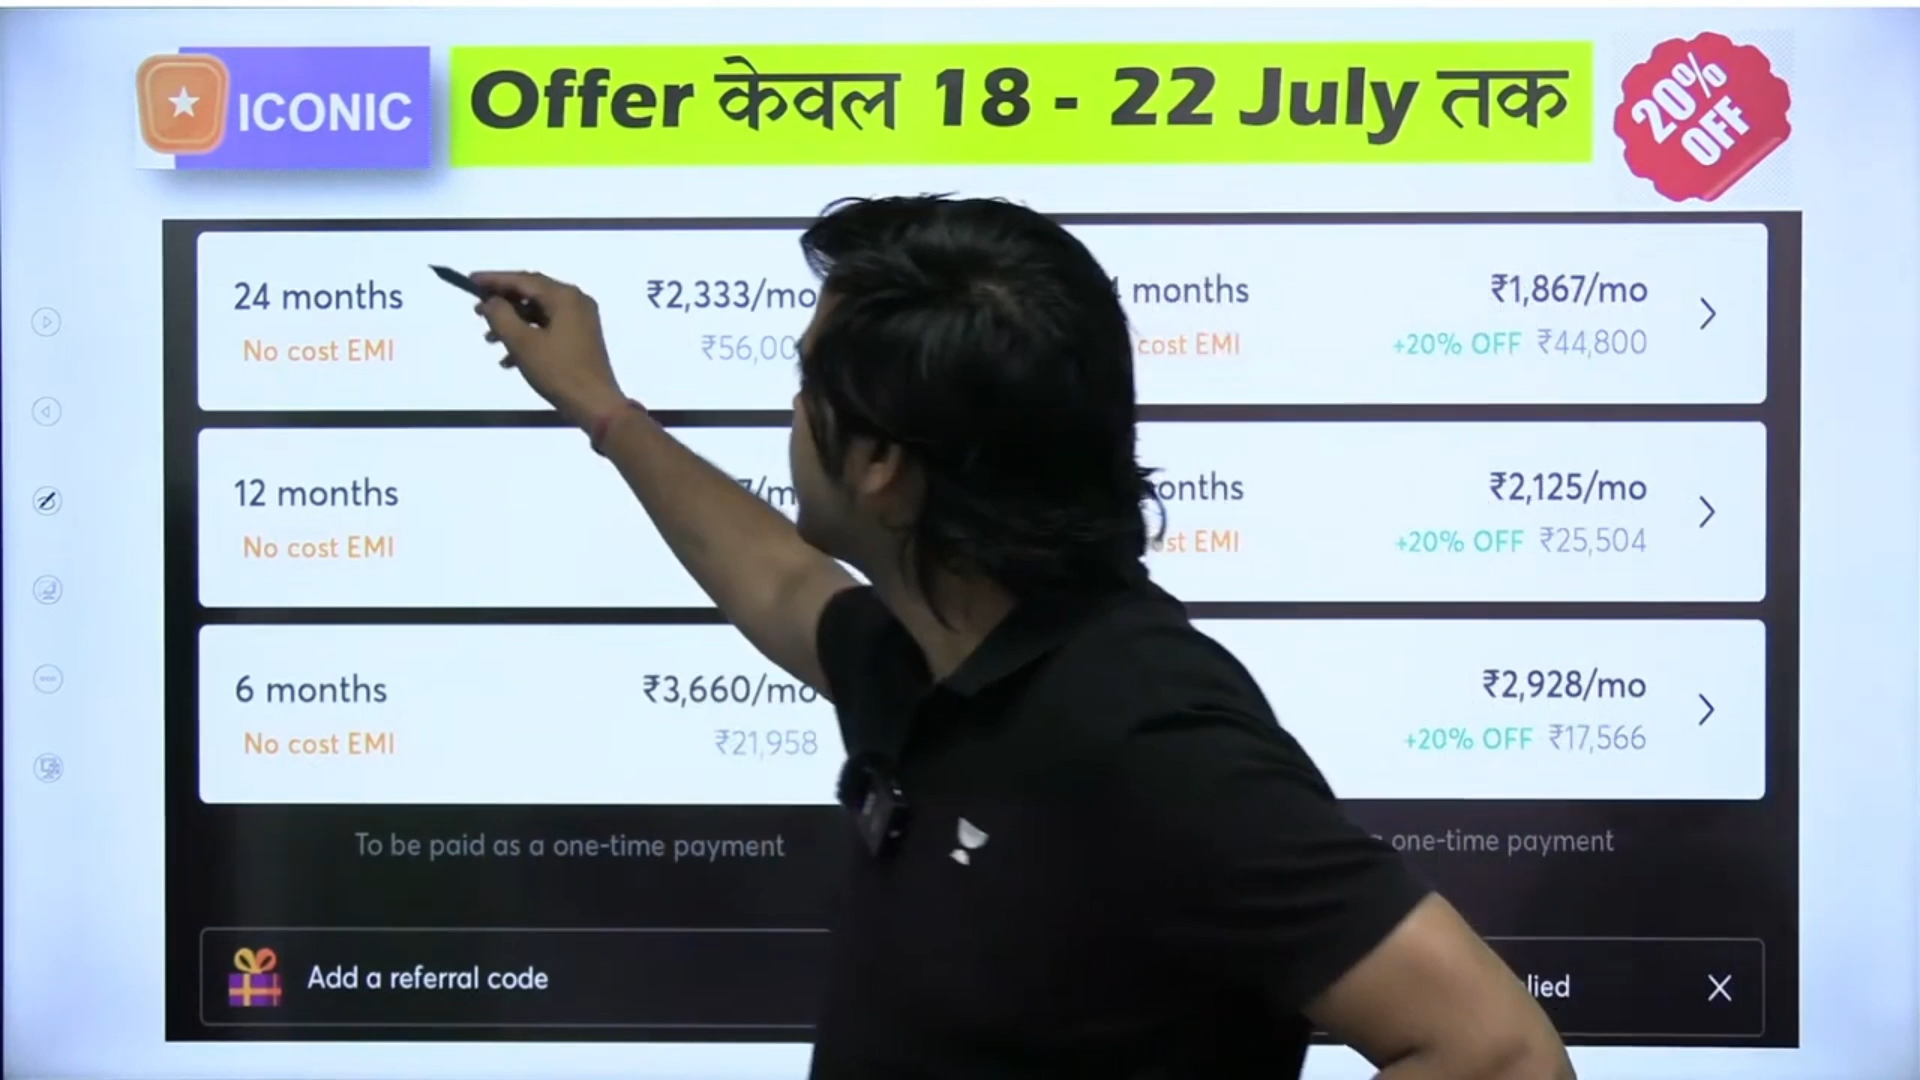 ICONIC
Offer केवल 18 - 22 July तक
20% OFF
24 months ₹2,333/mo
No cost EMI
months ₹1,867/mo
cost EMI +20% OFF ₹44,800
12 months
No cost EMI
₹2,125/mo
EMI +20% OFF ₹25,504
6 months ₹3,660/mo
No cost EMI ₹21,958
₹2,928/mo
+20% OFF ₹17,566
To be paid as a one-time payment
one-time payment
Add a referral code